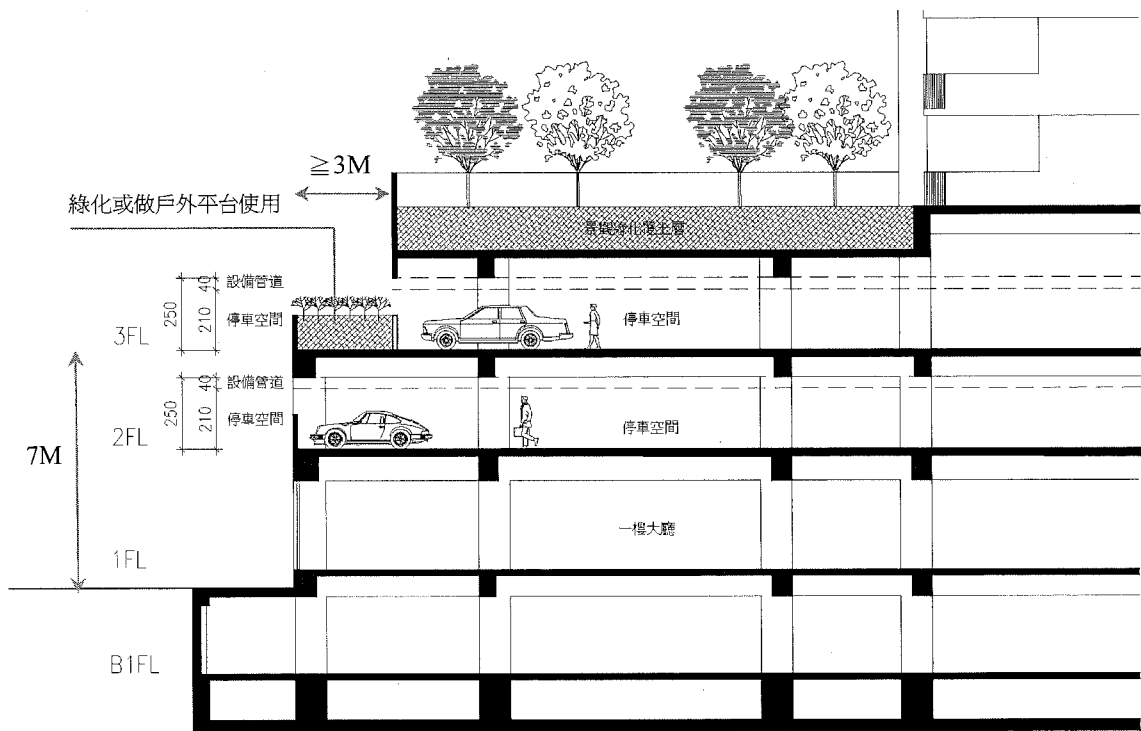 ≧3M
綠化或做戶外平台使用
景觀綠化覆土層
250
40
設備管道
210
停車空間
停車空間
3FL
250
40
設備管道
210
停車空間
停車空間
2FL
7M
一樓大廳
1FL
B1FL